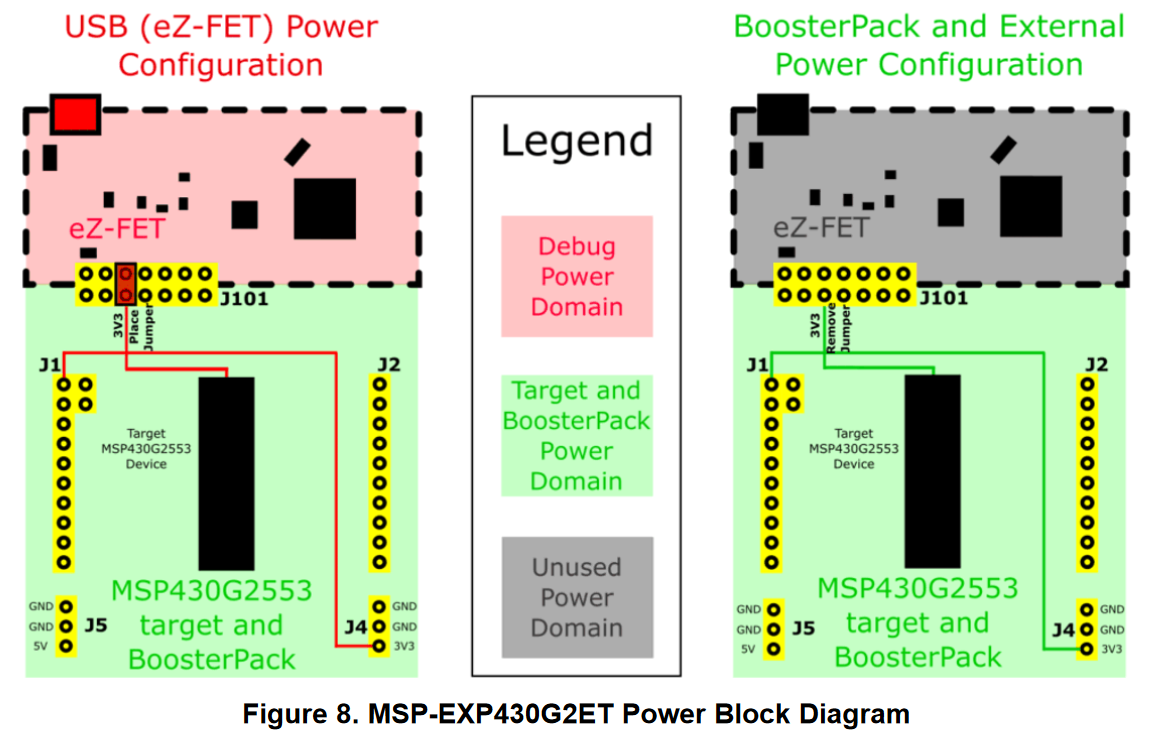 USB (eZ-FET) Power
Configuration
BoosterPack and External
Power Configuration
eZ-FET
J101
3V3
Place
Jumper
J1
J2
Target
MSP430G2553
Device
MSP430G2553
target and
BoosterPack
GND
GND
5V
J5
J4
GND
GND
3V3
Legend
Debug
Power
Domain
Target and
BoosterPack
Power
Domain
Unused
Power
Domain
eZ-FET
J101
3V3
Remove
Jumper
J1
J2
Target
MSP430G2553
Device
MSP430G2553
target and
BoosterPack
GND
GND
5V
J5
J4
GND
GND
3V3
Figure 8. MSP-EXP430G2ET Power Block Diagram